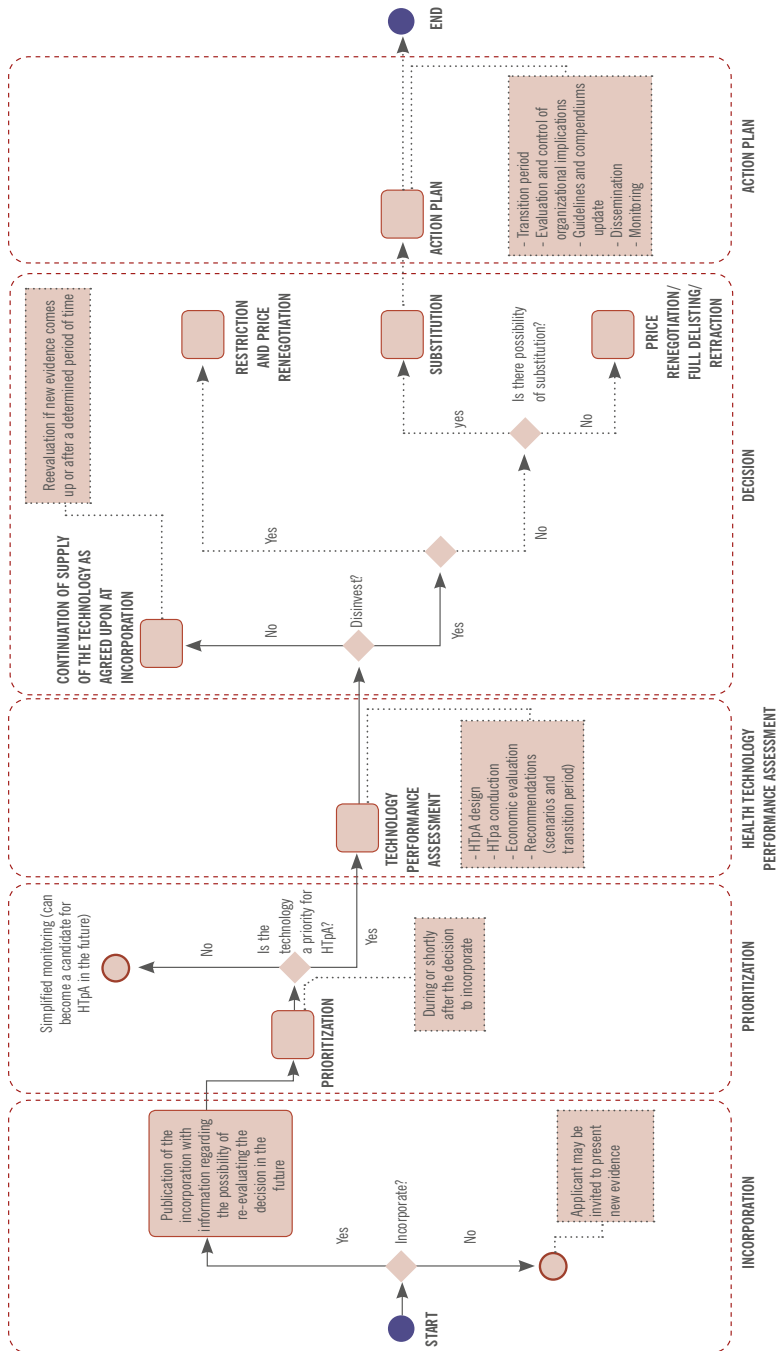 START
Incorporate?
Yes
No
Publication of the
incorporation with
information regarding
the possibility of
re-evaluating the
decision in the
future
Applicant may be
invited to present
new evidence
INCORPORATION
PRIORITIZATION
Is the
technology
a priority for
HTpA?
No
Yes
Simplified monitoring (can
become a candidate for
HTpA in the future)
During or shortly
after the decision
to incorporate
PRIORITIZATION
TECHNOLOGY
PERFORMANCE
ASSESSMENT
- HTpA design
- HTpa conduction
- Economic evaluation
- Recommendations
(scenarios and
transition period)
HEALTH TECHNOLOGY
PERFORMANCE ASSESSMENT
Disinvest?
No
Yes
CONTINUATION OF SUPPLY
OF THE TECHNOLOGY AS
AGREED UPON AT
INCORPORATION
Reevaluation if new evidence comes
up or after a determined period of time
Yes
No
RESTRICTION
AND PRICE
RENEGOTIATION
Is there possibility
of substitution?
yes
No
SUBSTITUTION
PRICE
RENEGOTIATION/
FULL DELISTING/
RETRACTION
DECISION
ACTION PLAN
- Transition period
- Evaluation and control of
organizational implications
- Guidelines and compendiums
update
- Dissemination
- Monitoring
ACTION PLAN
END